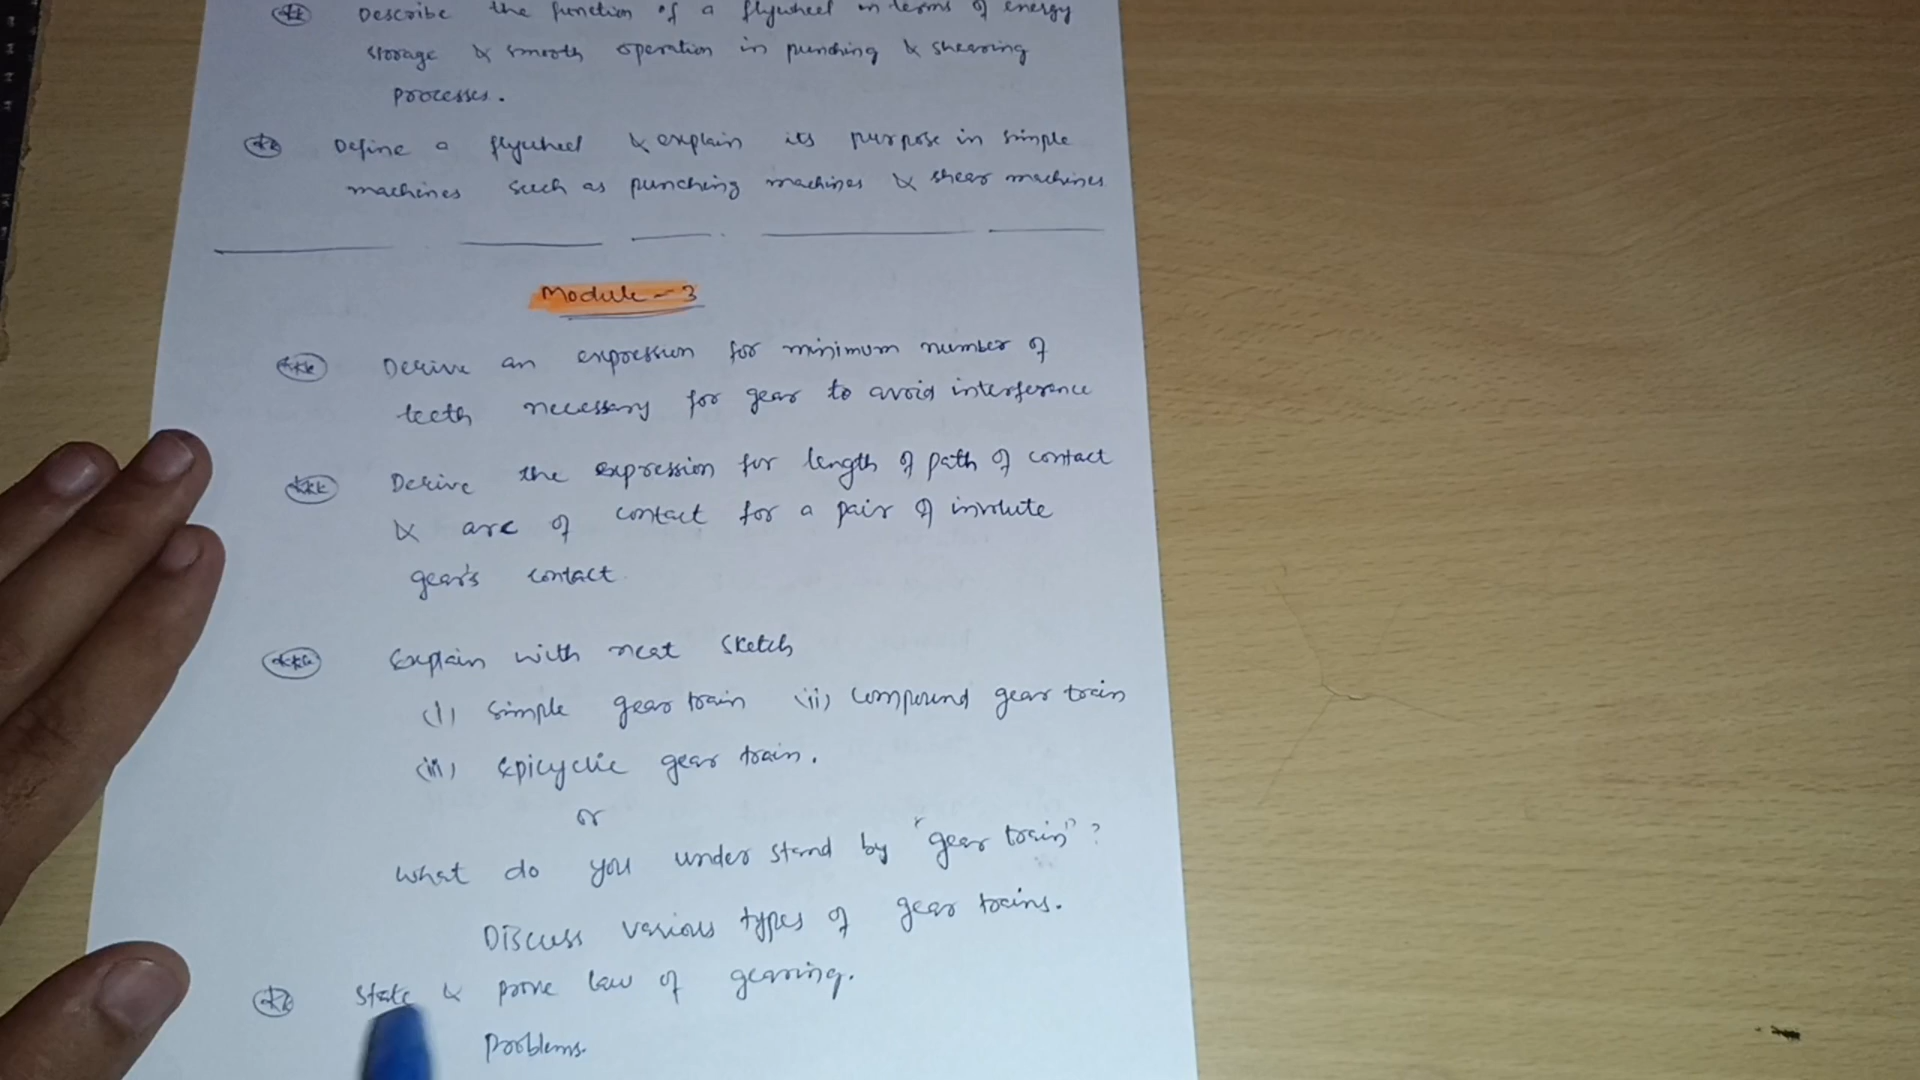 ** Describe the function of a flywheel in terms of energy
storage & smooth operation in punching & shearing
processes.
** Define a flywheel & explain its purpose in simple
machines such as punching machines & shear machines
Module - 3
*** Derive an expression for minimum number of
teeth necessary for gear to avoid interference
*** Derive the expression for length of path of contact
& arc of contact for a pair of involute
gear's contact
*** Explain with neat sketch
(i) simple gear train (ii) compound gear train
(iii) Epicyclic gear train.
or
What do you understand by "gear train"?
Discuss various types of gear trains.
** State & prove law of gearing.
Problems.